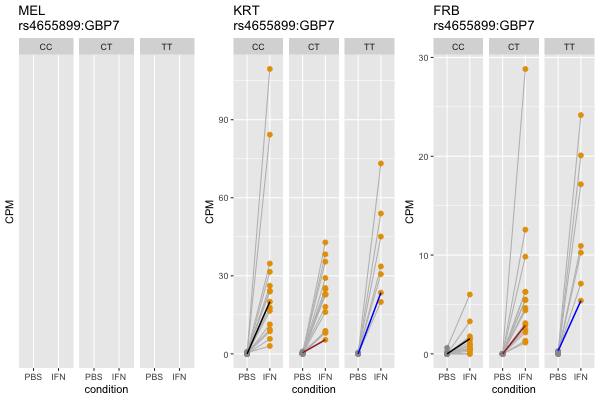 MEL
rs4655899:GBP7
CC CT TT
CPM
PBS IFN PBS IFN PBS IFN
condition
KRT
rs4655899:GBP7
CC CT TT
90
60
30
0
CPM
PBS IFN PBS IFN PBS IFN
condition
FRB
rs4655899:GBP7
CC CT TT
30
20
10
0
CPM
PBS IFN PBS IFN PBS IFN
condition